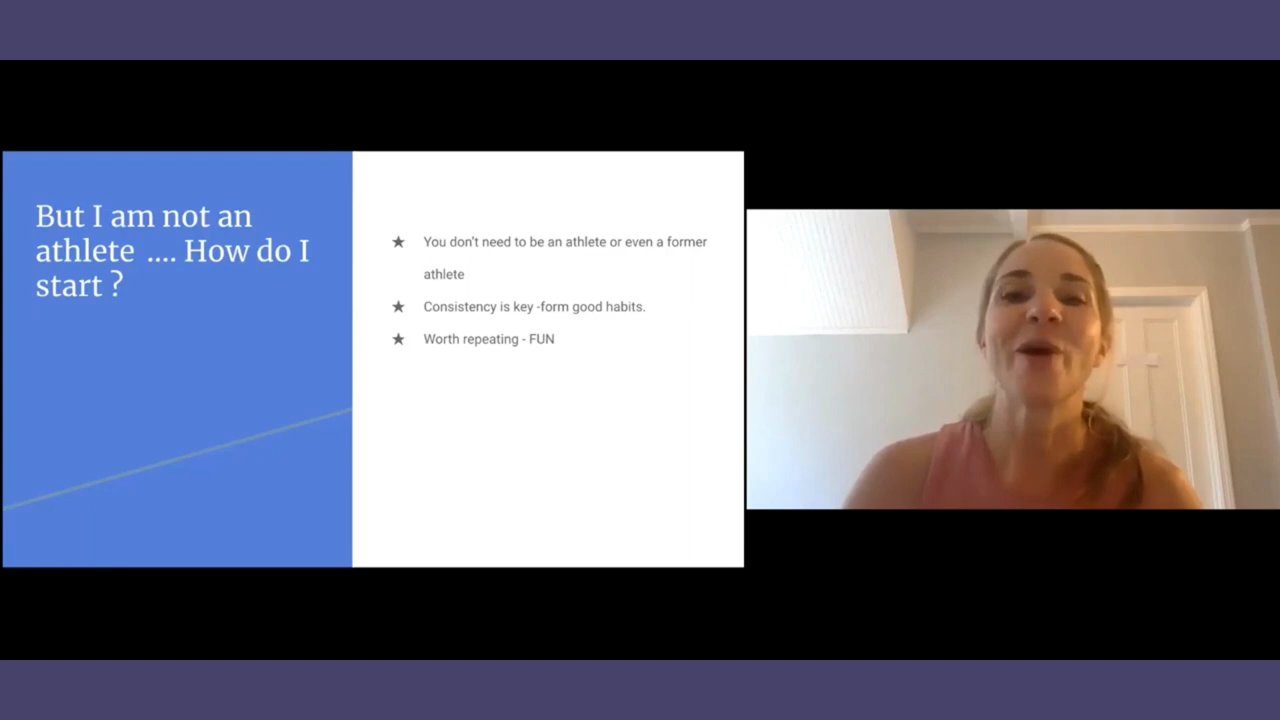 But I am not an
athlete .... How do I
start ?
★ You don't need to be an athlete or even a former
athlete
★ Consistency is key -form good habits.
★ Worth repeating - FUN